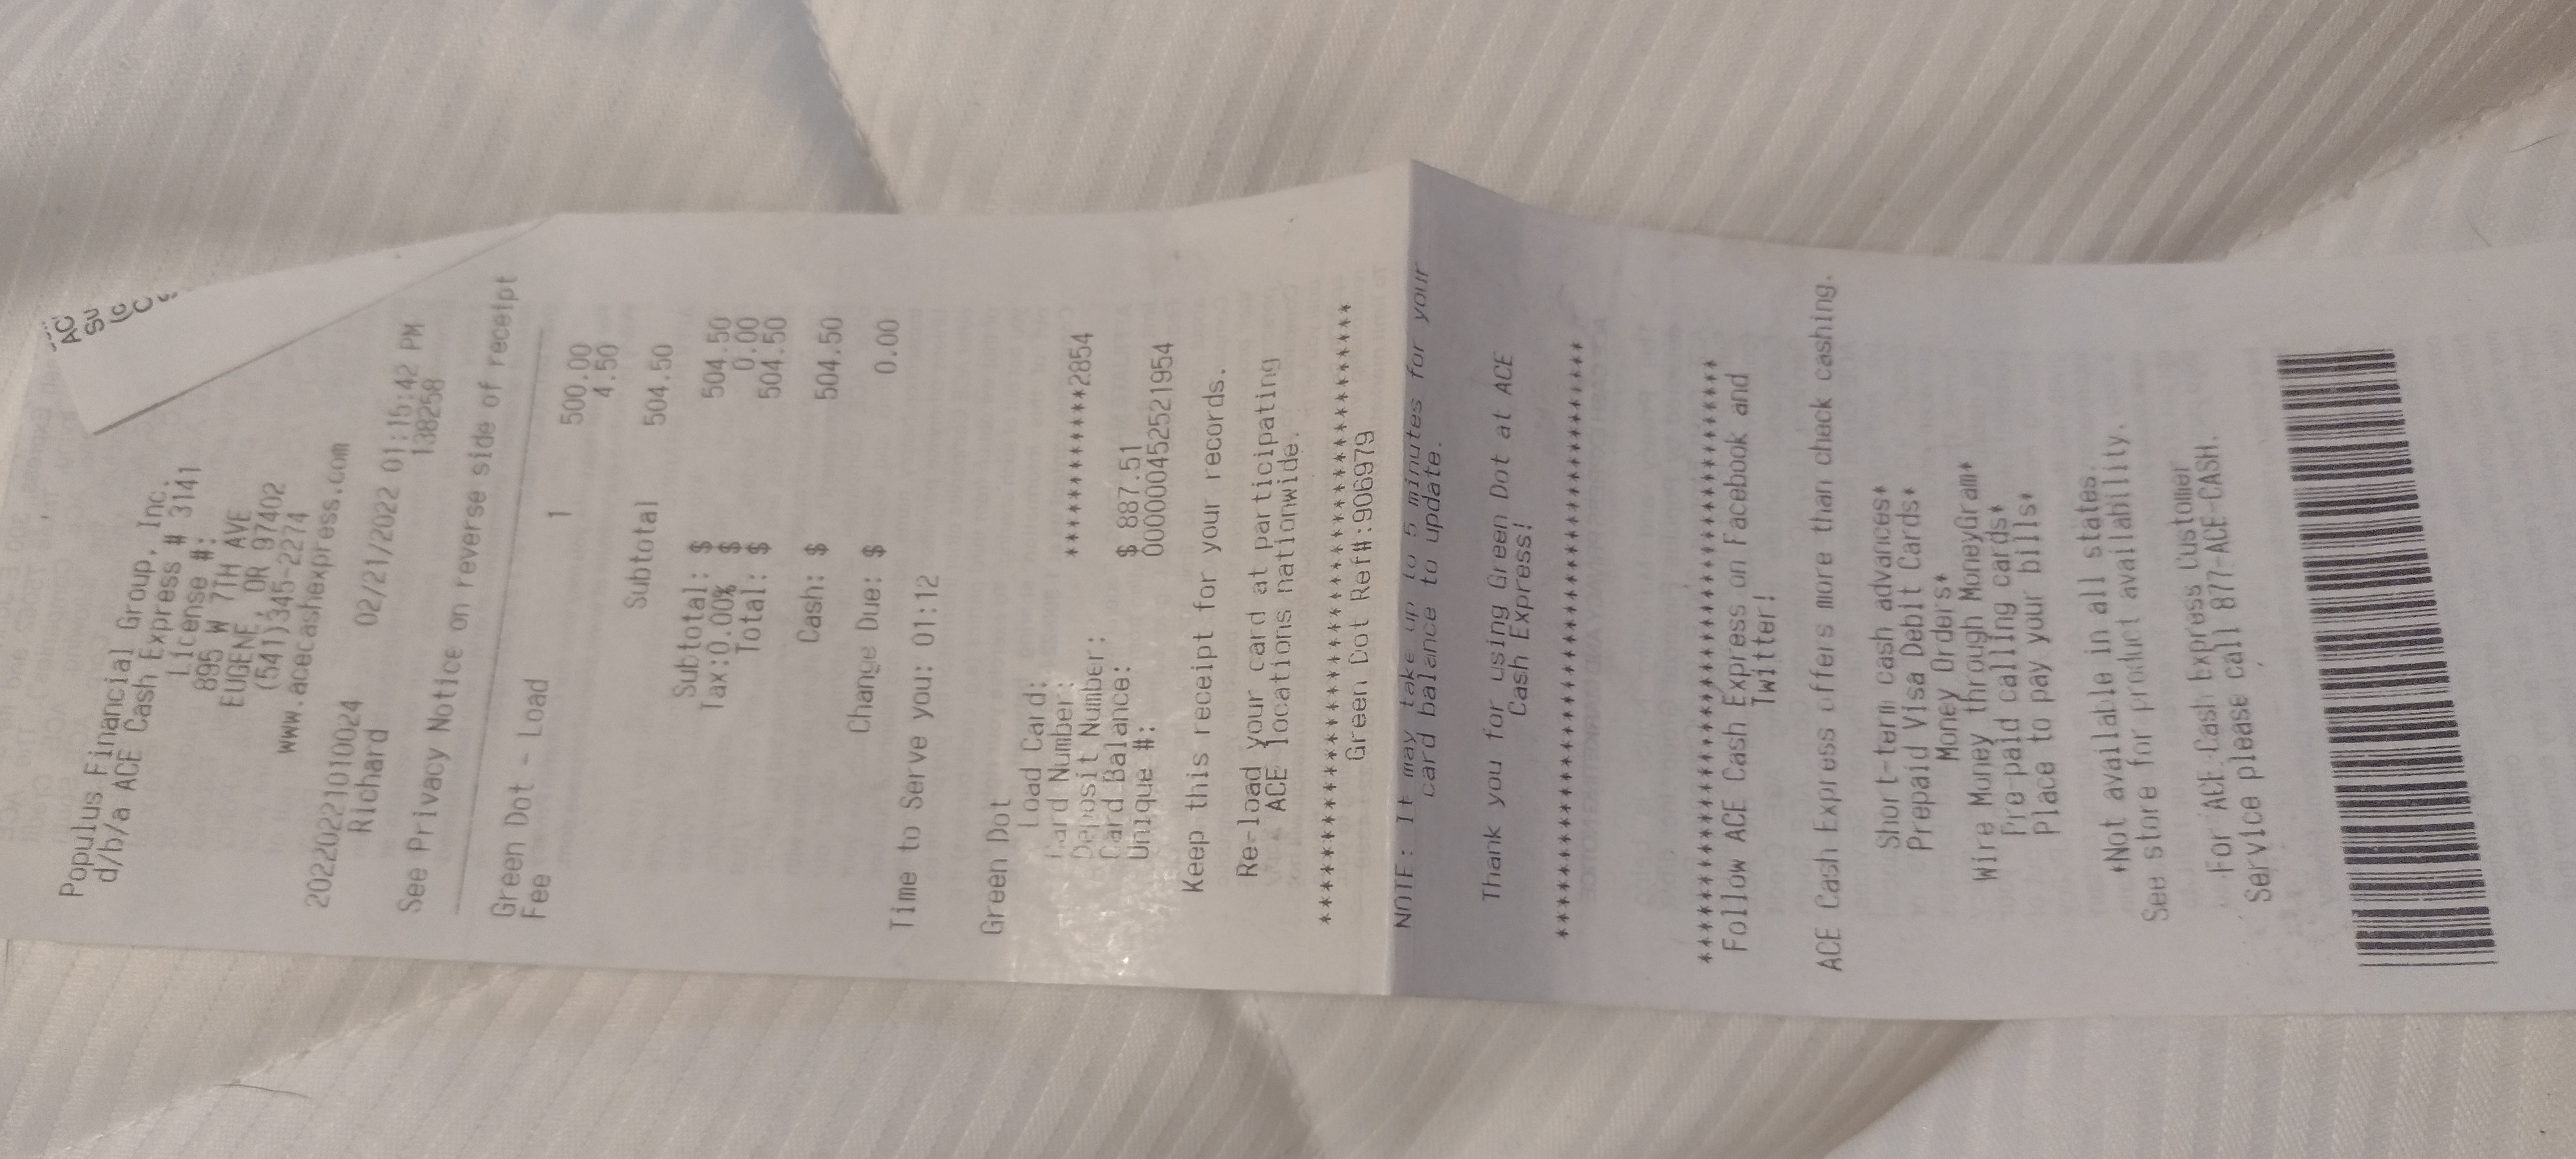 AC
SU
Populus Financial Group, Inc.
d/b/a ACE Cash Express # 3141
License #:
895 W 7TH AVE
EUGENE, OR 97402
(541)345-2274
www.acecashexpress.com
20220221010024 02/21/2022 01:15:42 PM
Richard 138258
See Privacy Notice on reverse side of receipt
Green Dot - Load 1 500.00
Fee 4.50
Subtotal 504.50
Subtotal: $ 504.50
Tax:0.00% $ 0.00
Total: $ 504.50
Cash: $ 504.50
Change Due: $ 0.00
Time to Serve you: 01:12
Green Dot
Load Card:
Card Number: ************2854
Deposit Number:
Card Balance: $ 887.51
Unique #: 00000004525521954
Keep this receipt for your records.
Re-load your card at participating
ACE locations nationwide.
****************************************
Green Dot Ref#:906979
NOTE: It may take up to 5 minutes for your
card balance to update.
Thank you for using Green Dot at ACE
Cash Express!
****************************************
****************************************
Follow ACE Cash Express on Facebook and
Twitter!
ACE Cash Express offers more than check cashing.
Short-term cash advances*
Prepaid Visa Debit Cards*
Money Orders*
Wire Money through MoneyGram*
Pre-paid calling cards*
Place to pay your bills*
*Not available in all states.
See store for product availability.
For ACE Cash Express Customer
Service please call 877-ACE-CASH.